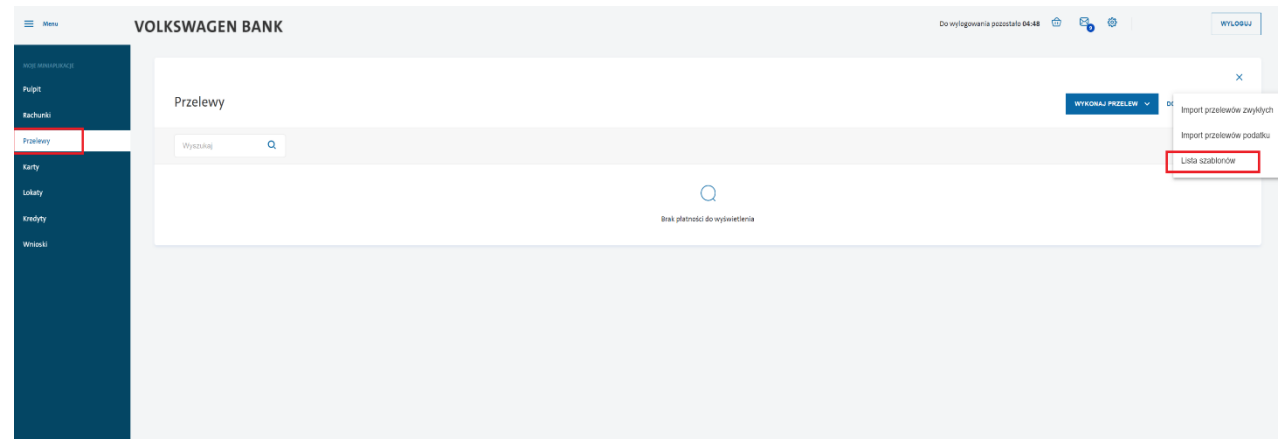 Menu
VOLKSWAGEN BANK
Do wylogowania pozostało 04:48
WYLOGUJ
Pulpit
Rachunki
Przelewy
Karty
Lokaty
Kredyty
Wnioski
Przelewy
WYKONAJ PRZELEW
Import przelewów zwykłych
Import przelewów podatku
Lista szablonów
Wyszukaj
Brak płatności do wyświetlenia